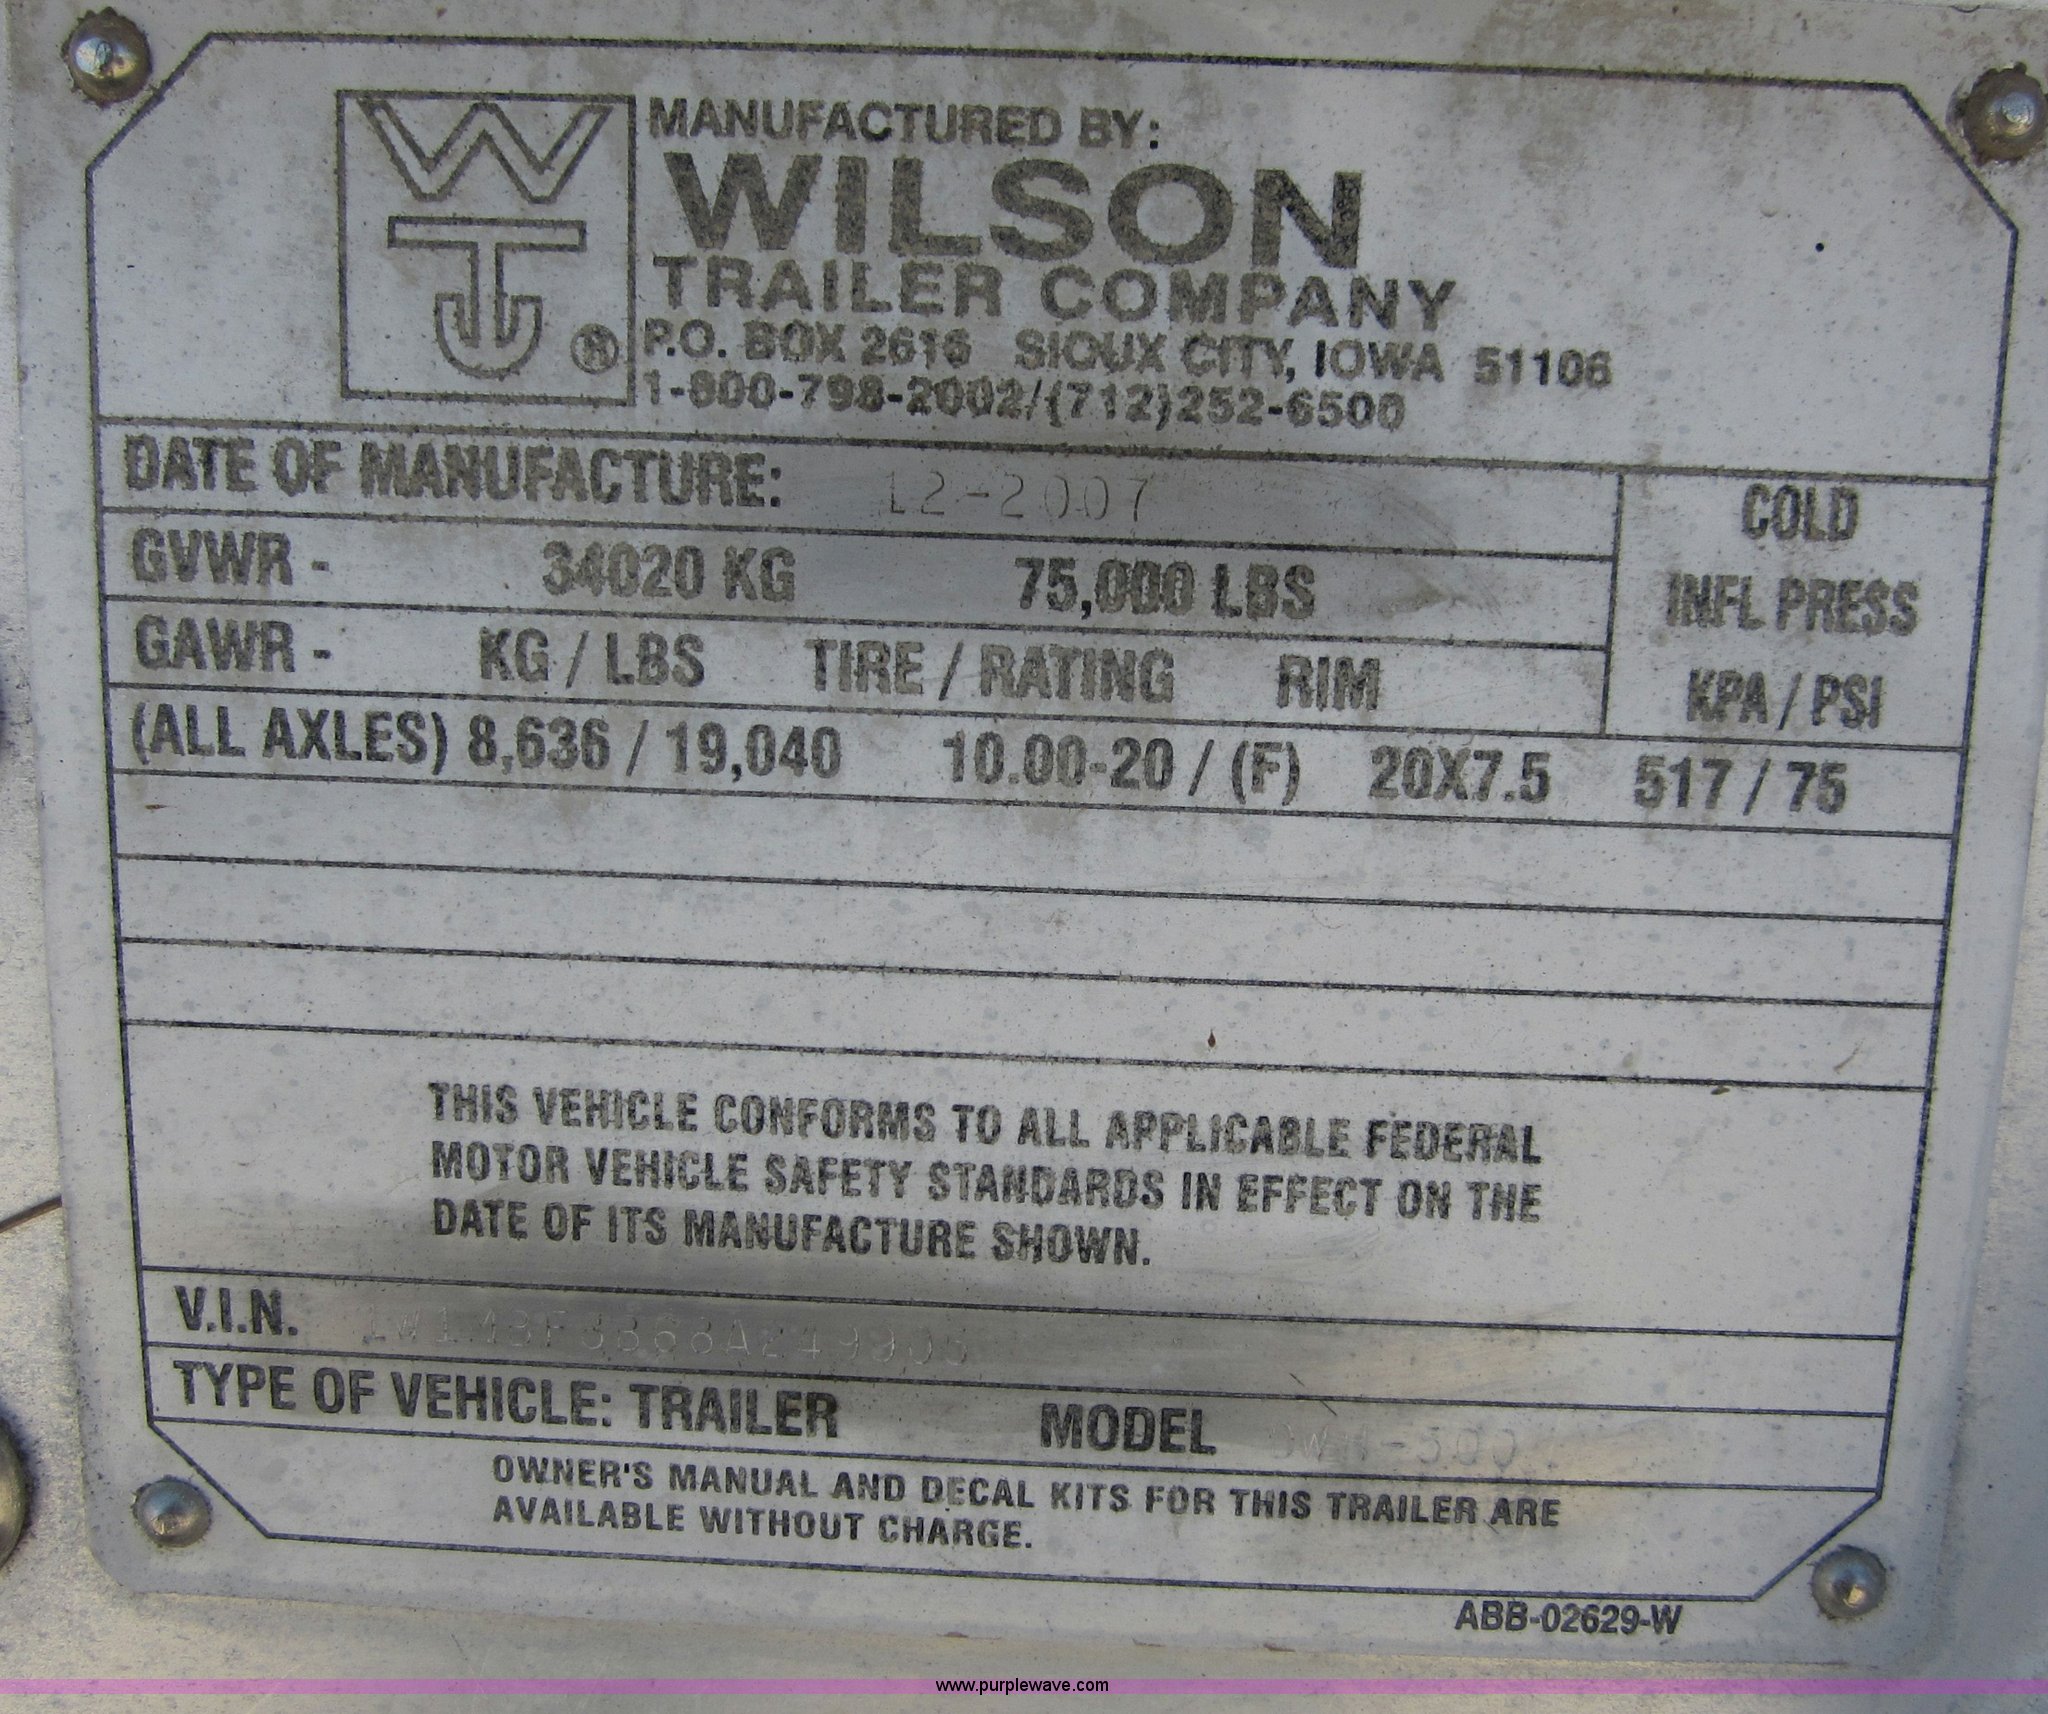 WTJ ®
MANUFACTURED BY:
WILSON
TRAILER COMPANY
P.O. BOX 2616 SIOUX CITY, IOWA 51106
1-800-798-2002/(712)252-6500
DATE OF MANUFACTURE: 12-2007
COLD
INFL PRESS
KPA / PSI
GVWR - 34020 KG 75,000 LBS
GAWR - KG / LBS TIRE / RATING RIM
(ALL AXLES) 8,636 / 19,040 10.00-20 / (F) 20X7.5 517 / 75
THIS VEHICLE CONFORMS TO ALL APPLICABLE FEDERAL
MOTOR VEHICLE SAFETY STANDARDS IN EFFECT ON THE
DATE OF ITS MANUFACTURE SHOWN.
V.I.N.
TYPE OF VEHICLE: TRAILER MODEL
OWNER'S MANUAL AND DECAL KITS FOR THIS TRAILER ARE
AVAILABLE WITHOUT CHARGE.
ABB-02629-W
www.purplewave.com